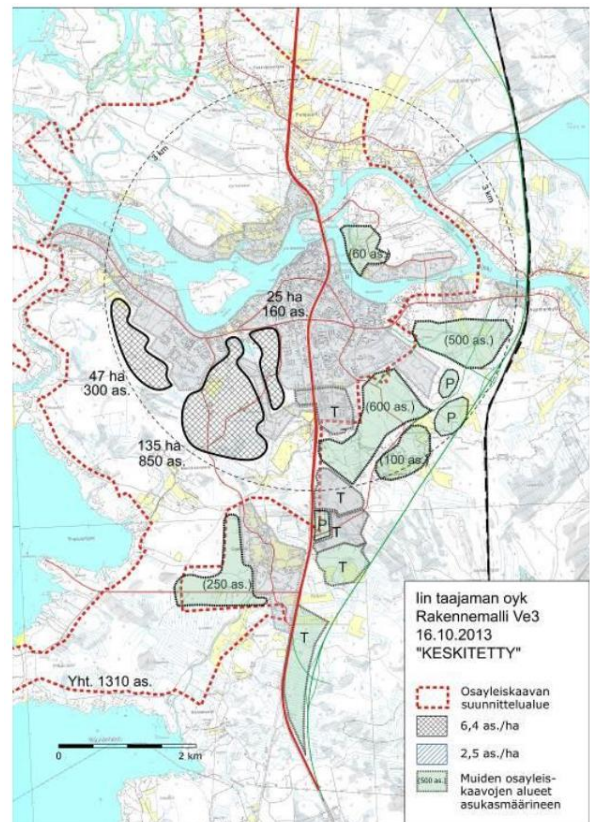 3 km
3 km
(60 as.)
25 ha
160 as.
(500 as.)
47 ha
300 as.
P
P
T
(600 as.)
135 ha
850 as.
(100 as.)
T
P
T
T
(250 as.)
T
Yht. 1310 as.
2 km
Iin taajaman oyk
Rakennemalli Ve3
16.10.2013
"KESKITETTY"
Osayleiskaavan
suunnittelualue
6,4 as./ha
2,5 as./ha
(500 as.)
Muiden osayleis-
kaavojen alueet
asukasmäärineen